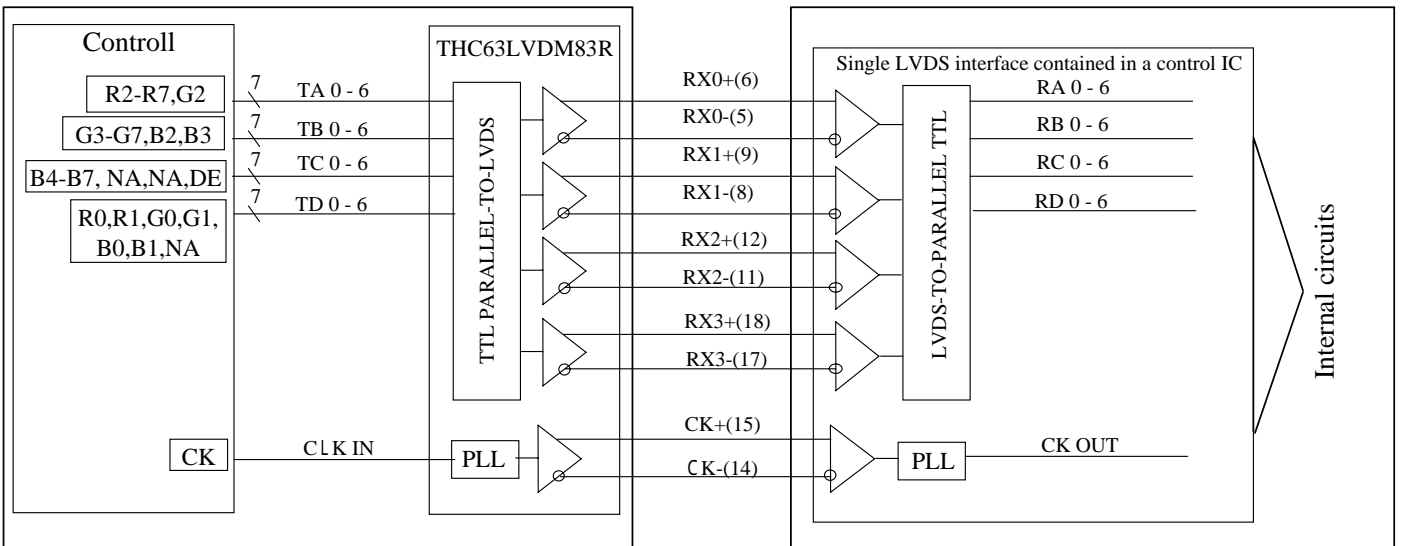 Controll
R2-R7,G2
G3-G7,B2,B3
B4-B7, NA,NA,DE
R0,R1,G0,G1,
B0,B1,NA
CK
7
TA 0 - 6
7
TB 0 - 6
7
TC 0 - 6
7
TD 0 - 6
CLK IN
THC63LVDM83R
TTL PARALLEL-TO-LVDS
PLL
RX0+(6)
RX0-(5)
RX1+(9)
RX1-(8)
RX2+(12)
RX2-(11)
RX3+(18)
RX3-(17)
CK+(15)
CK-(14)
Single LVDS interface contained in a control IC
LVDS-TO-PARALLEL TTL
PLL
RA 0 - 6
RB 0 - 6
RC 0 - 6
RD 0 - 6
CK OUT
Internal circuits